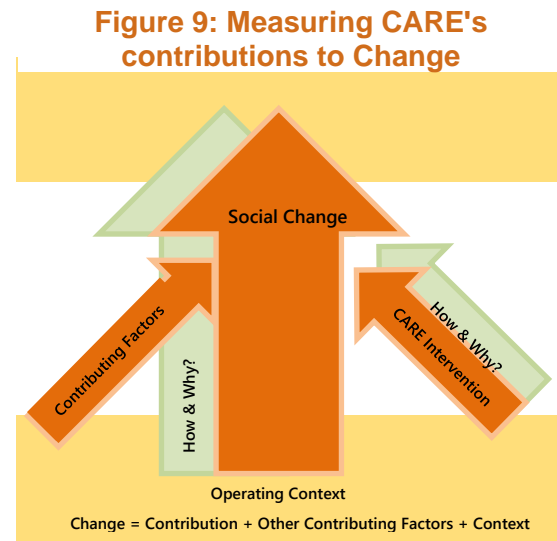 Figure 9: Measuring CARE's
contributions to Change
Social Change
Contributing Factors
How & Why?
How & Why?
CARE Intervention
Operating Context
Change = Contribution + Other Contributing Factors + Context